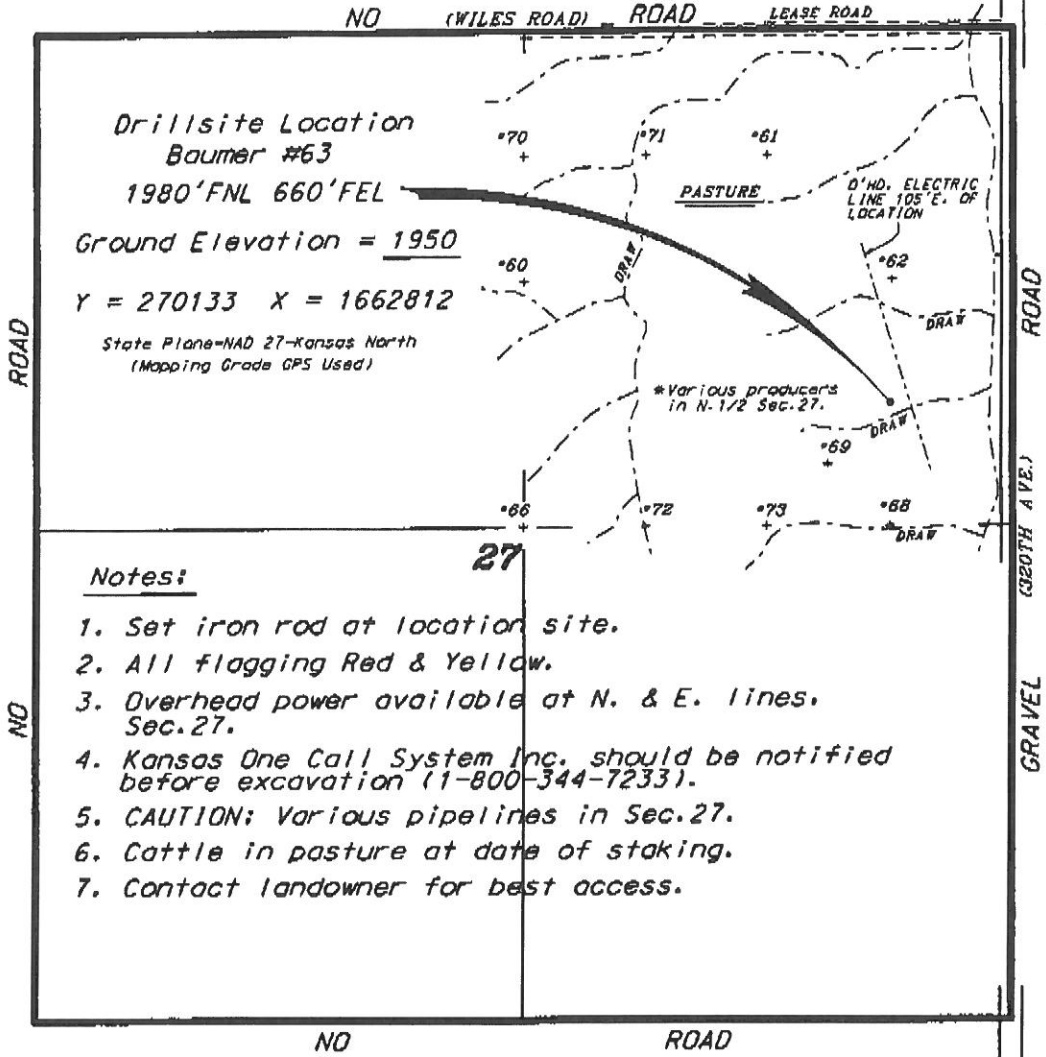 NO (WILES ROAD) ROAD LEASE ROAD
Drillsite Location
Baumer #63
1980'FNL 660'FEL
Ground Elevation = 1950
Y = 270133 X = 1662812
State Plane=NAD 27-Kansas North
(Mapping Grade GPS Used)
*70
*71
*61
PASTURE
O'HD. ELECTRIC
LINE 105'E. OF
LOCATION
*60
DRAW
*62
DRAW
*Various producers
in N.1/2 Sec.27.
DRAW
*69
*66
*72
*73
*68
DRAW
27
ROAD
NO
ROAD
(320TH AVE.)
GRAVEL
Notes:
1. Set iron rod at location site.
2. All flagging Red & Yellow.
3. Overhead power available at N. & E. lines.
Sec.27.
4. Kansas One Call System Inc. should be notified
before excavation (1-800-344-7233).
5. CAUTION: Various pipelines in Sec.27.
6. Cattle in pasture at date of staking.
7. Contact landowner for best access.
NO ROAD